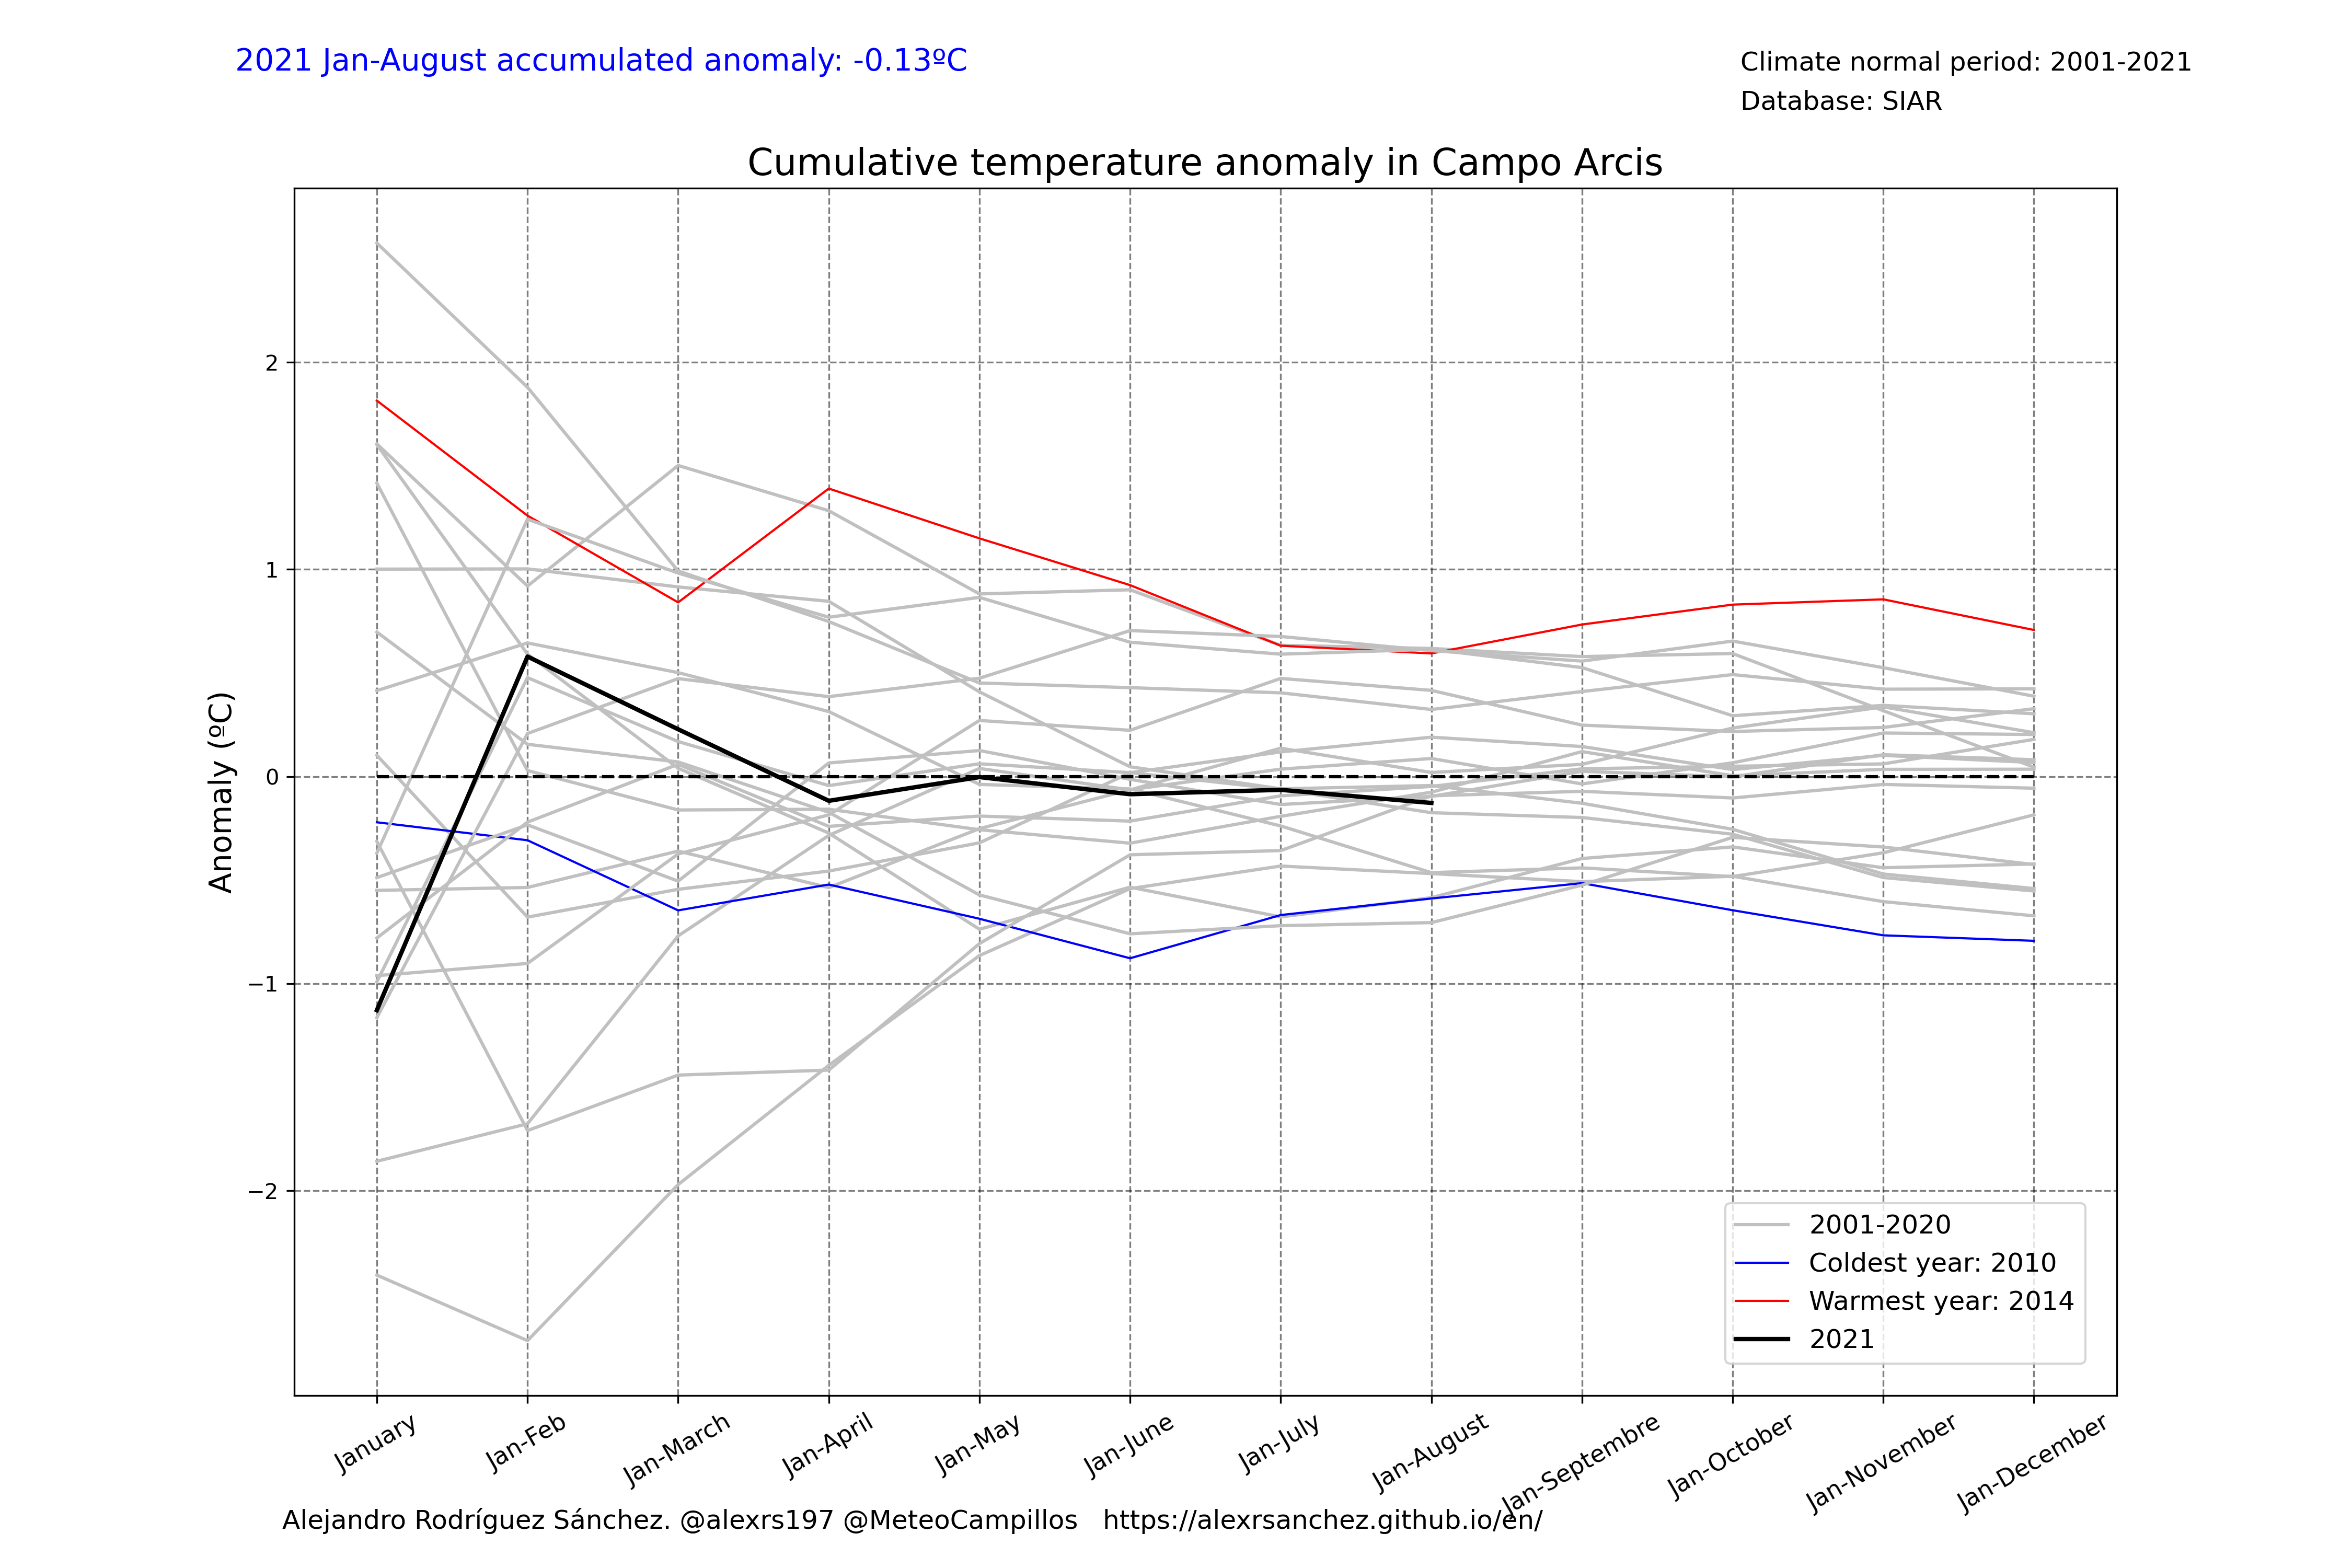 2021 Jan-August accumulated anomaly: -0.13ºC
Climate normal period: 2001-2021
Database: SIAR
Cumulative temperature anomaly in Campo Arcis
Anomaly (ºC)
2
1
0
−1
−2
2001-2020
Coldest year: 2010
Warmest year: 2014
2021
January
Jan-Feb
Jan-March
Jan-April
Jan-May
Jan-June
Jan-July
Jan-August
Jan-Septembre
Jan-October
Jan-November
Jan-December
Alejandro Rodríguez Sánchez. @alexrs197 @MeteoCampillos   https://alexrsanchez.github.io/en/